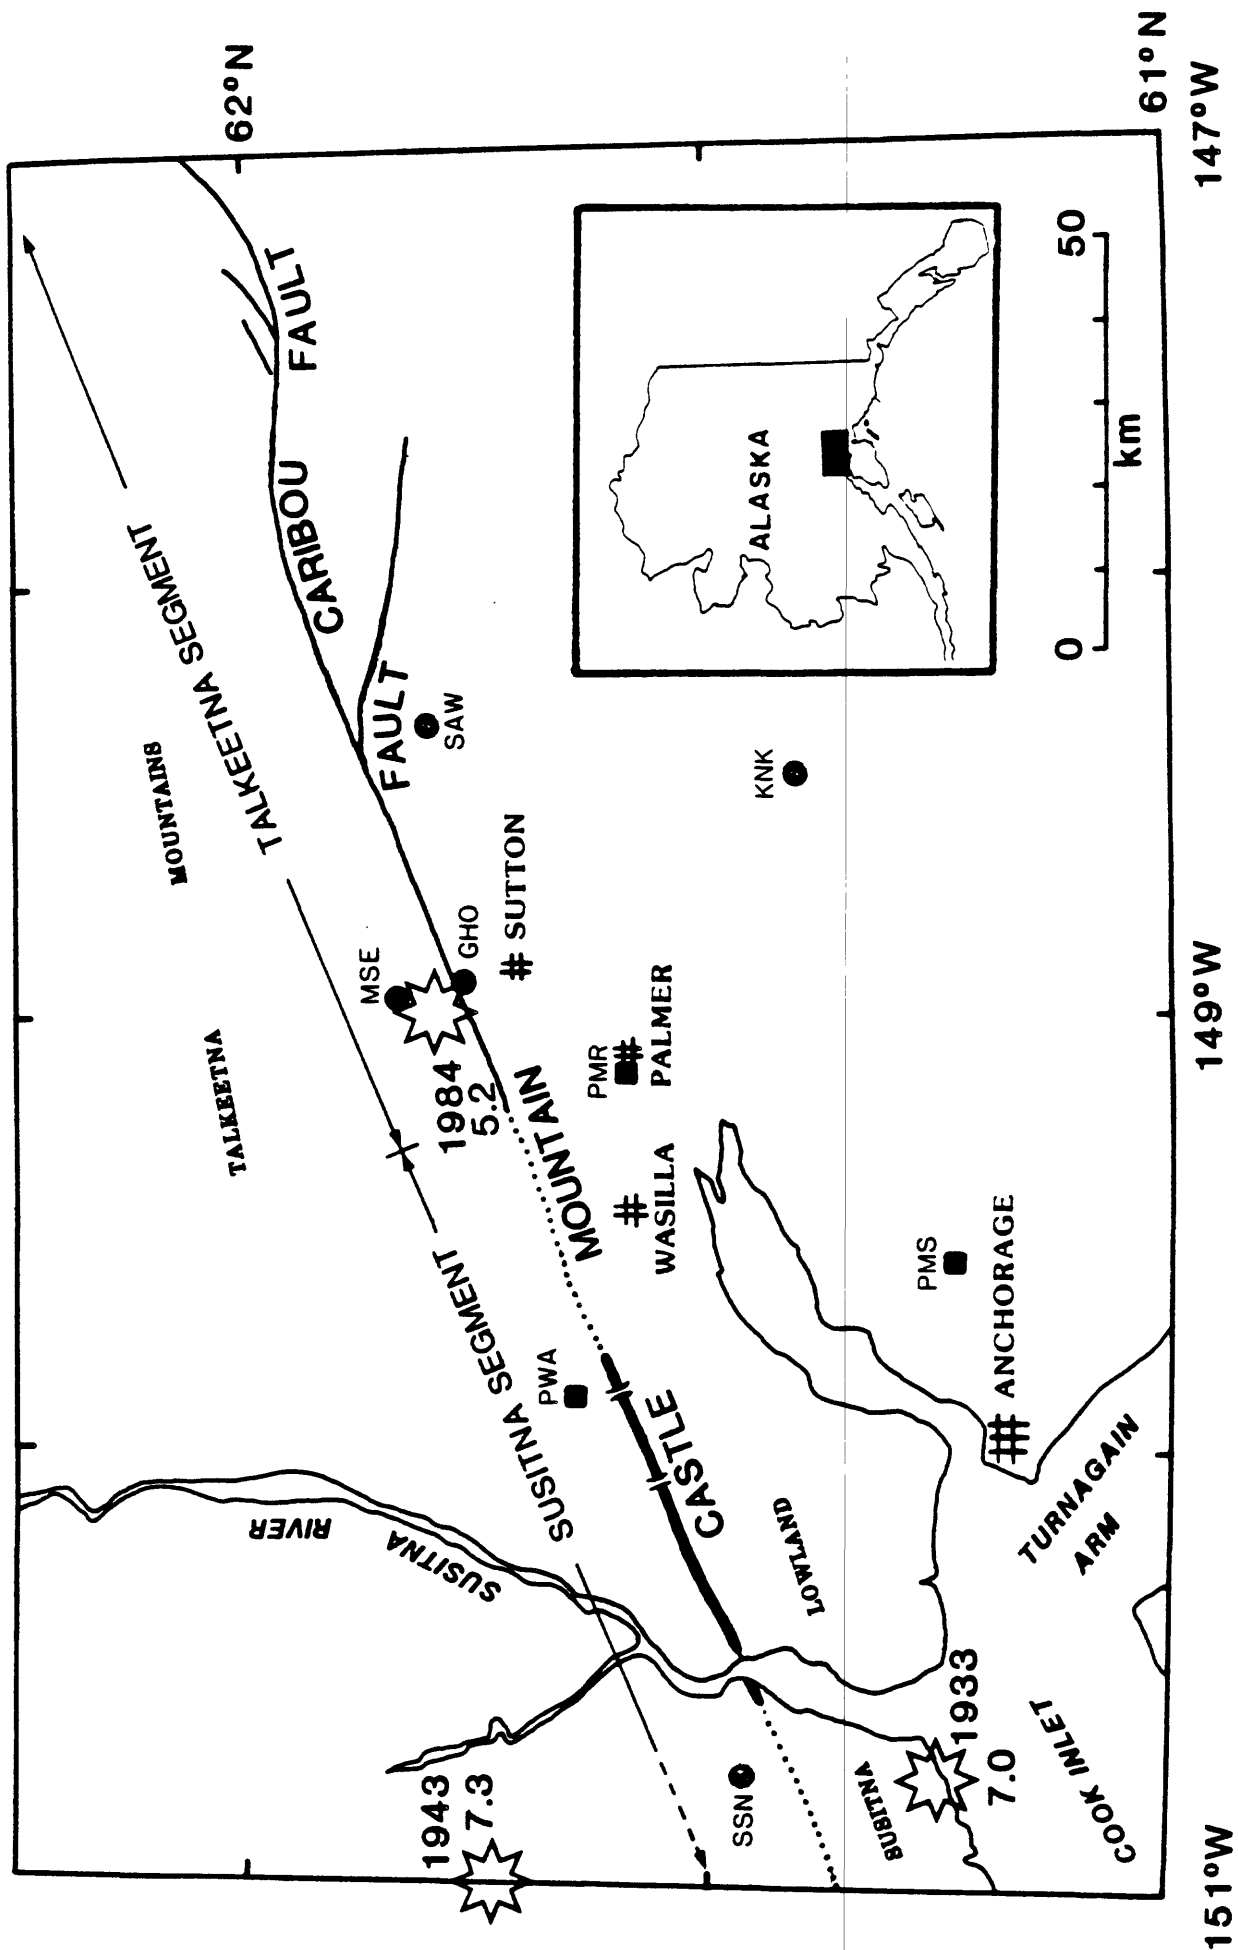 62°N
61°N
147°W
149°W
151°W
TALKEETNA SEGMENT
SUSITNA SEGMENT
TALKEETNA
MOUNTAINS
CARIBOU
FAULT
CASTLE
MOUNTAIN
FAULT
1943
7.3
1984
5.2
1933
7.0
MSE
GHO
SAW
KNK
PMR
PWA
PMS
SSN
SUTTON
PALMER
WASILLA
ANCHORAGE
SUSITNA
RIVER
SUSITNA
LOWLAND
TURNAGAIN
ARM
COOK INLET
ALASKA
0
50
km